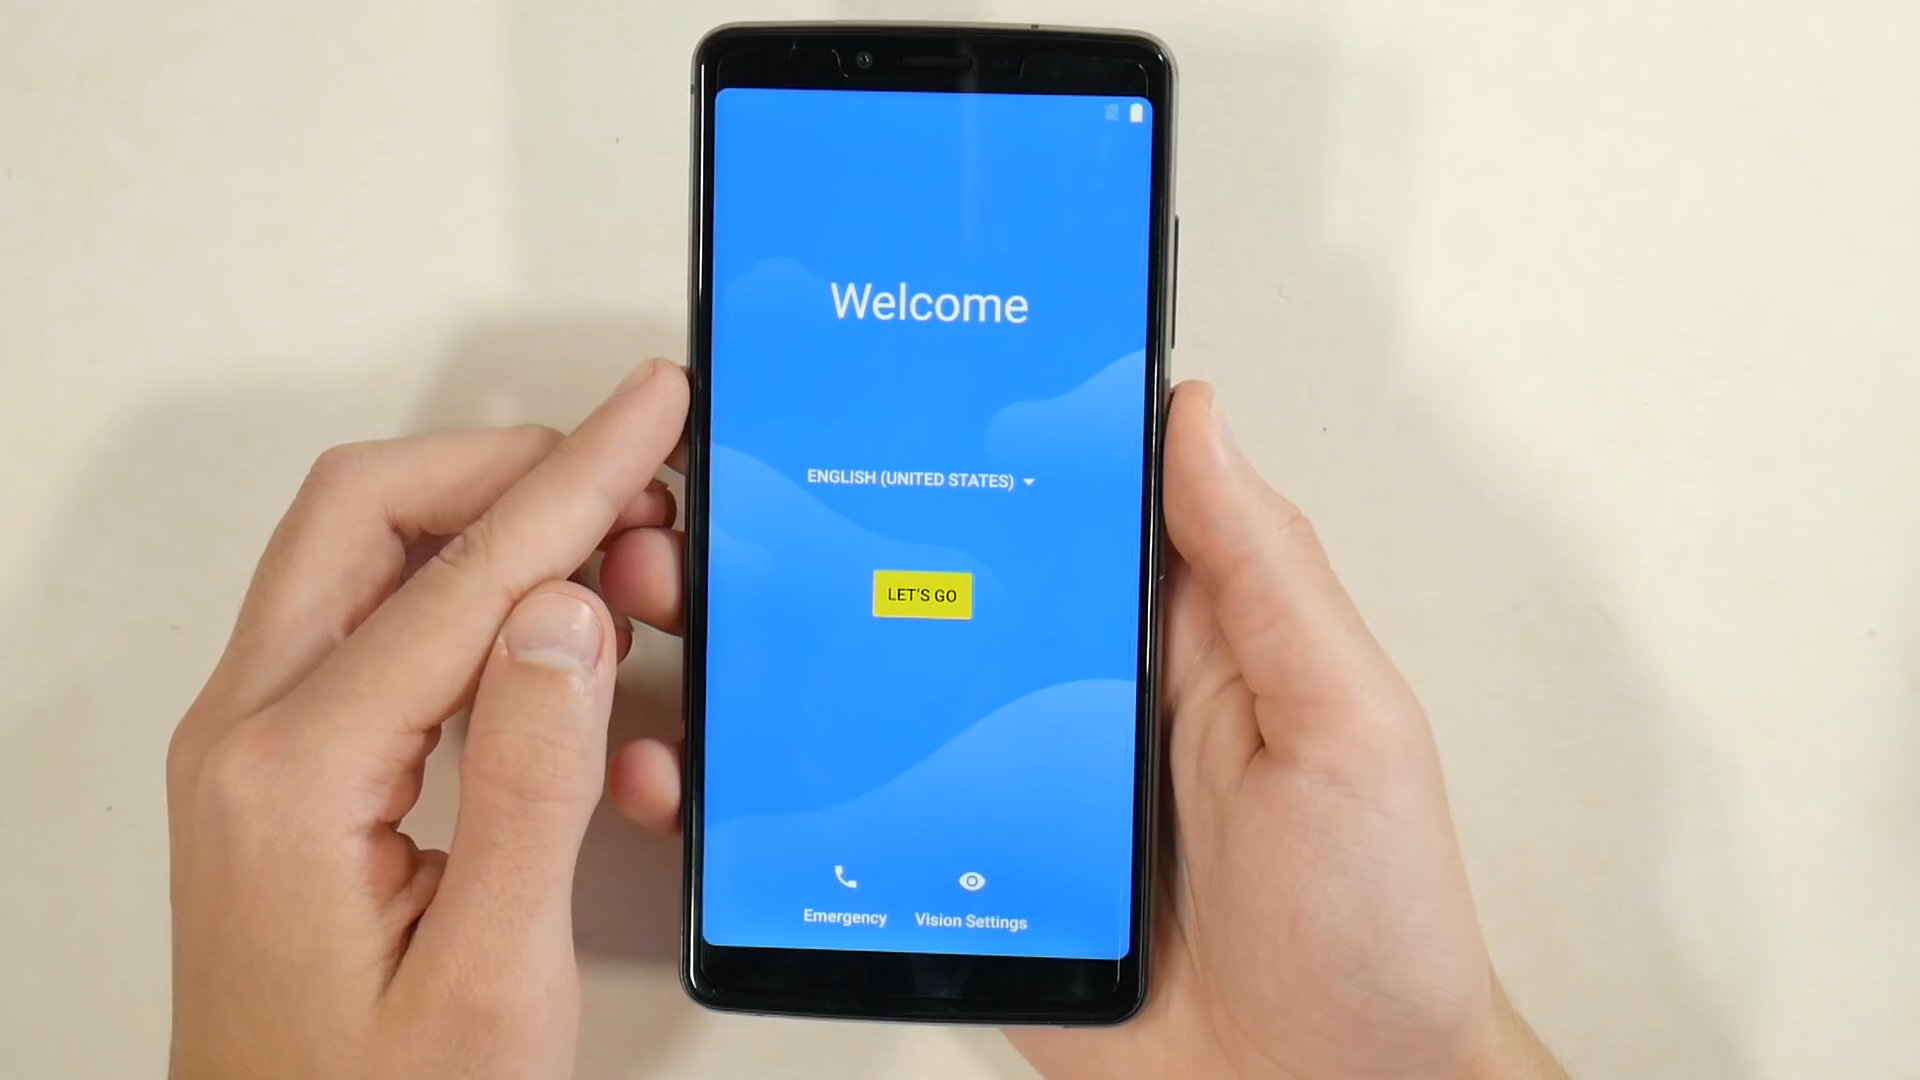 Welcome
ENGLISH (UNITED STATES)
LET'S GO
Emergency
Vision Settings